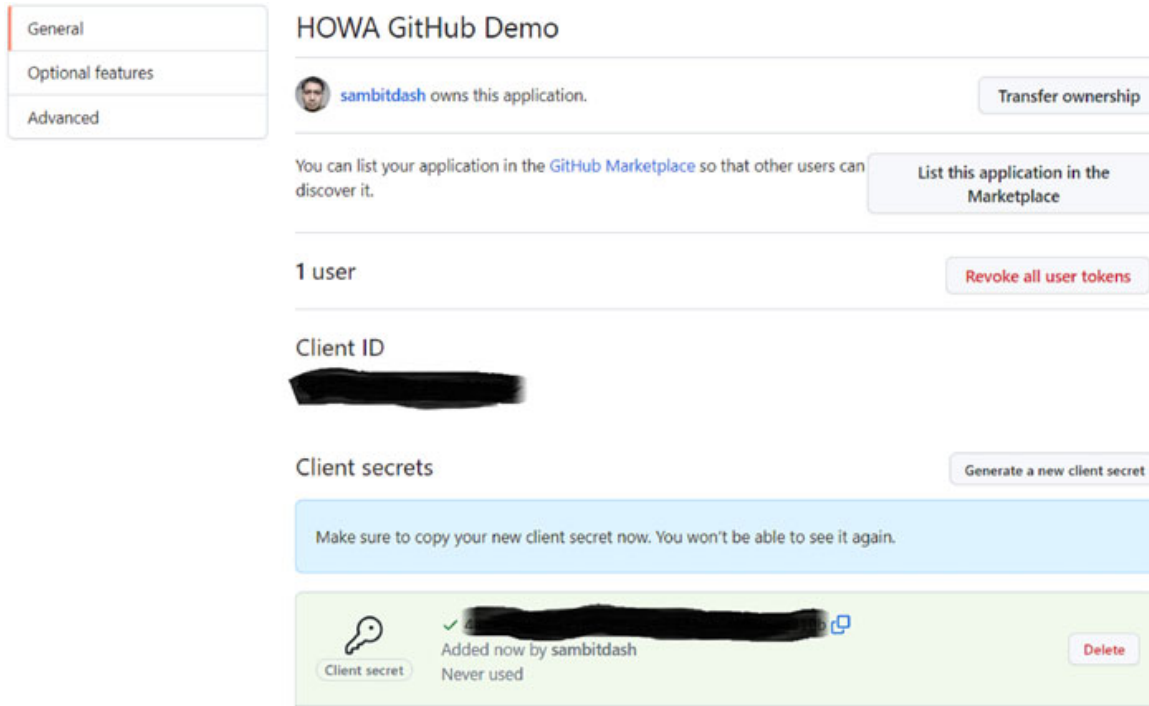 General
Optional features
Advanced
HOWA GitHub Demo
sambitdash owns this application.
Transfer ownership
You can list your application in the GitHub Marketplace so that other users can
discover it.
List this application in the
Marketplace
1 user
Revoke all user tokens
Client ID
Client secrets
Generate a new client secret
Make sure to copy your new client secret now. You won't be able to see it again.
Client secret
Added now by sambitdash
Never used
Delete